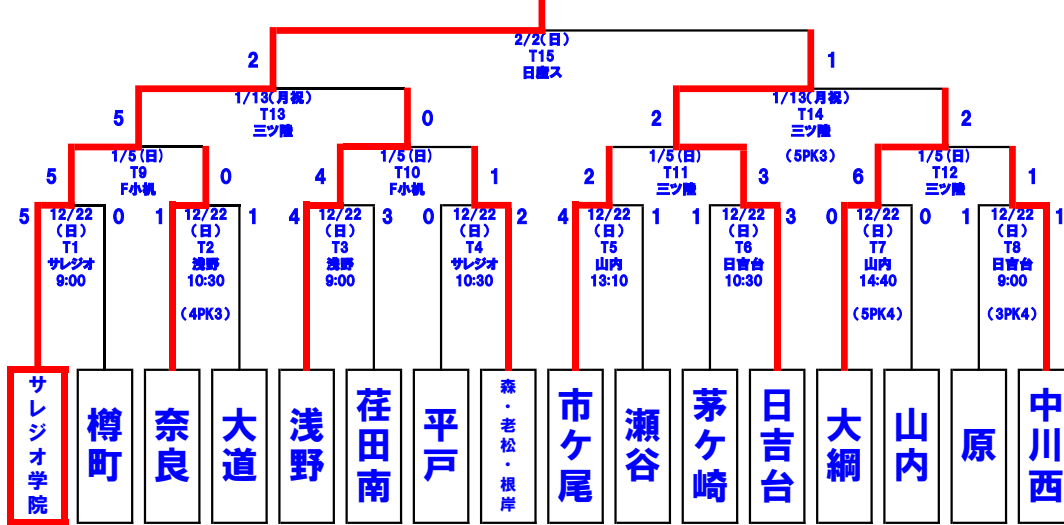 2/2(日)
T15
日産ス
2
1
1/13(月祝)
T13
三ツ陸
1/13(月祝)
T14
三ツ陸
(5PK3)
5
0
2
2
1/5(日)
T9
F小机
1/5(日)
T10
F小机
1/5(日)
T11
三ツ陸
1/5(日)
T12
三ツ陸
5
0
4
1
2
3
6
1
5
12/22
(日)
T1
サレジオ
9:00
0
1
12/22
(日)
T2
浅野
10:30
(4PK3)
1
4
12/22
(日)
T3
浅野
9:00
3
0
12/22
(日)
T4
サレジオ
10:30
2
4
12/22
(日)
T5
山内
13:10
1
1
12/22
(日)
T6
日吉台
10:30
3
0
12/22
(日)
T7
山内
14:40
(5PK4)
0
1
12/22
(日)
T8
日吉台
9:00
(3PK4)
1
サレジオ学院
樽町
奈良
大道
浅野
荏田南
平戸
森・老松・根岸
市ケ尾
瀬谷
茅ケ崎
日吉台
大綱
山内
原
中川西